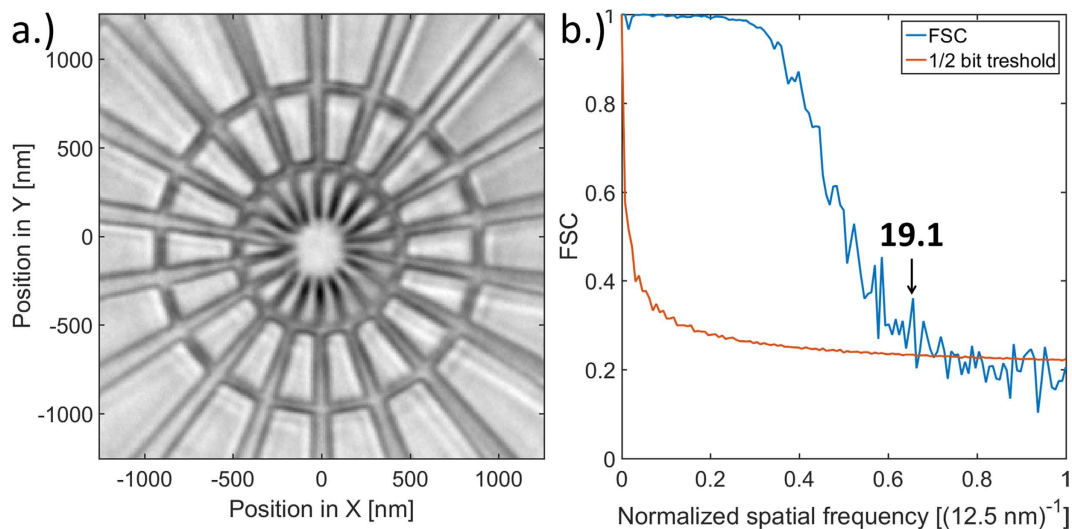 a.)
1000
500
0
-500
-1000
Position in Y [nm]
-1000
-500
0
500
1000
Position in X [nm]
b.)
1
0.8
0.6
0.4
0.2
0
FSC
FSC
1/2 bit treshold
19.1
0
0.2
0.4
0.6
0.8
1
Normalized spatial frequency [(12.5 nm)⁻¹]